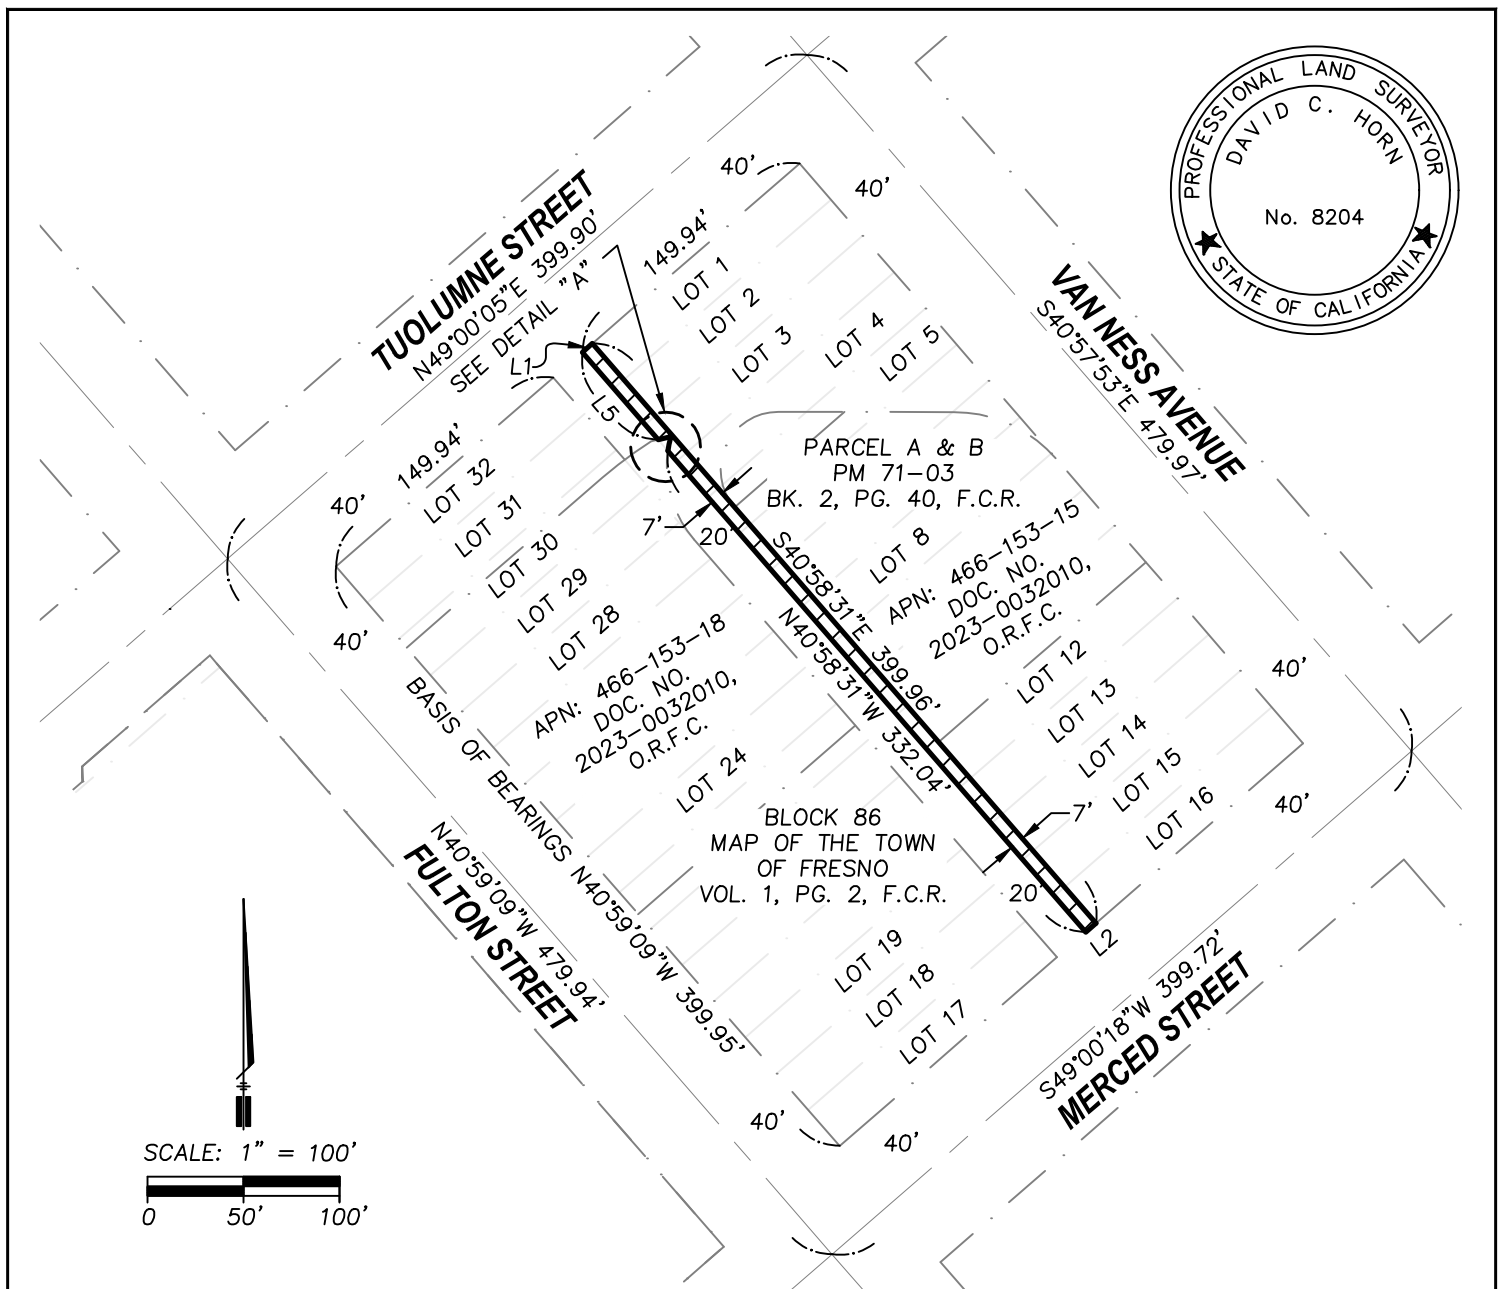 PROFESSIONAL LAND SURVEYOR
DAVID C. HORN
No. 8204
STATE OF CALIFORNIA
TUOLUMNE STREET
N49°00'05"E 399.90'
SEE DETAIL "A"
L1
L5
40'
40'
149.94'
LOT 1
LOT 2
LOT 3
LOT 4
LOT 5
VAN NESS AVENUE
S40°57'53"E 479.97'
PARCEL A & B
PM 71-03
BK. 2, PG. 40, F.C.R.
149.94'
40'
LOT 32
LOT 31
LOT 30
LOT 29
LOT 28
40'
7'
20'
S40°58'31"E 399.96'
N40°58'31"W 332.04'
LOT 8
APN: 466-153-15
DOC. NO.
2023-0032010,
O.R.F.C.
LOT 12
LOT 13
LOT 14
LOT 15
LOT 16
40'
40'
APN: 466-153-18
DOC. NO.
2023-0032010,
O.R.F.C.
LOT 24
BASIS OF BEARINGS N40°59'09"W 399.95'
N40°59'09"W 479.94'
FULTON STREET
BLOCK 86
MAP OF THE TOWN
OF FRESNO
VOL. 1, PG. 2, F.C.R.
7'
20'
L2
LOT 19
LOT 18
LOT 17
S49°00'18"W 399.72'
MERCED STREET
40'
40'
SCALE: 1" = 100'
0 50' 100'